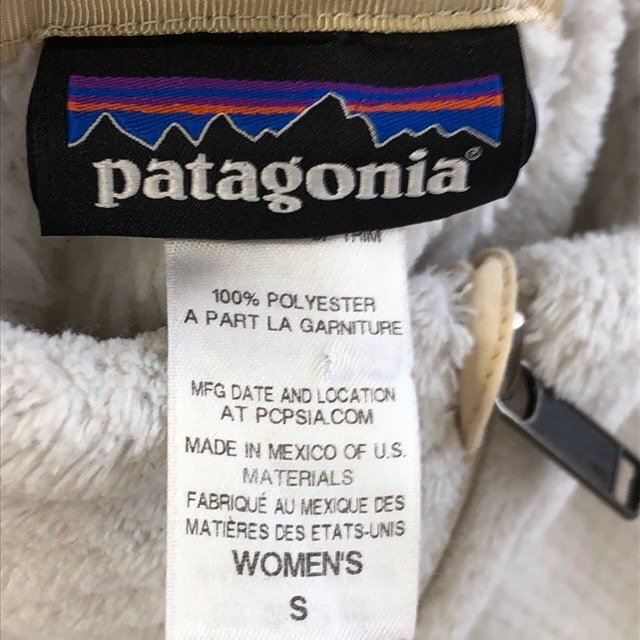 patagonia®
TRIM
100% POLYESTER
A PART LA GARNITURE
MFG DATE AND LOCATION
AT PCPSIA.COM
MADE IN MEXICO OF U.S.
MATERIALS
FABRIQUÉ AU MEXIQUE DES
MATIÈRES DES ETATS-UNIS
WOMEN'S
S